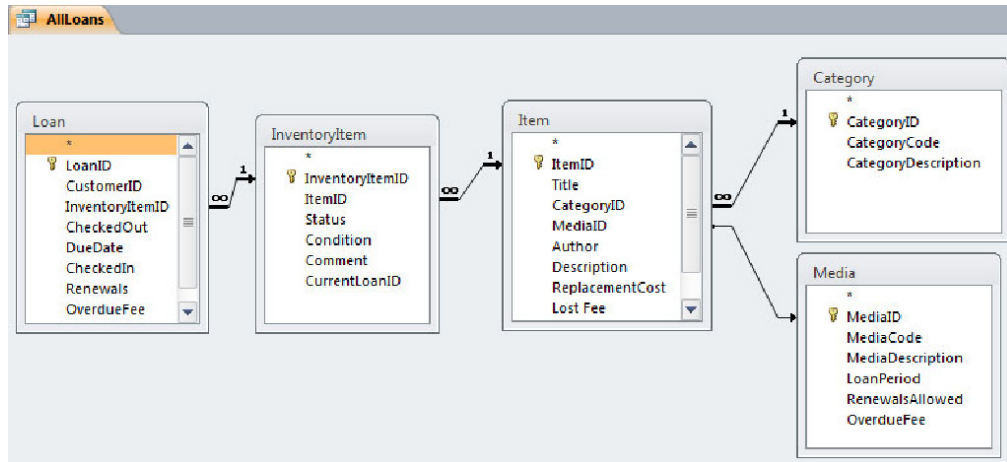 AllLoans
Loan
*
LoanID
CustomerID
InventoryItemID
CheckedOut
DueDate
CheckedIn
Renewals
OverdueFee
∞
1
InventoryItem
*
InventoryItemID
ItemID
Status
Condition
Comment
CurrentLoanID
∞
1
Item
*
ItemID
Title
CategoryID
MediaID
Author
Description
ReplacementCost
Lost Fee
∞
1
Category
*
CategoryID
CategoryCode
CategoryDescription
Media
*
MediaID
MediaCode
MediaDescription
LoanPeriod
RenewalsAllowed
OverdueFee